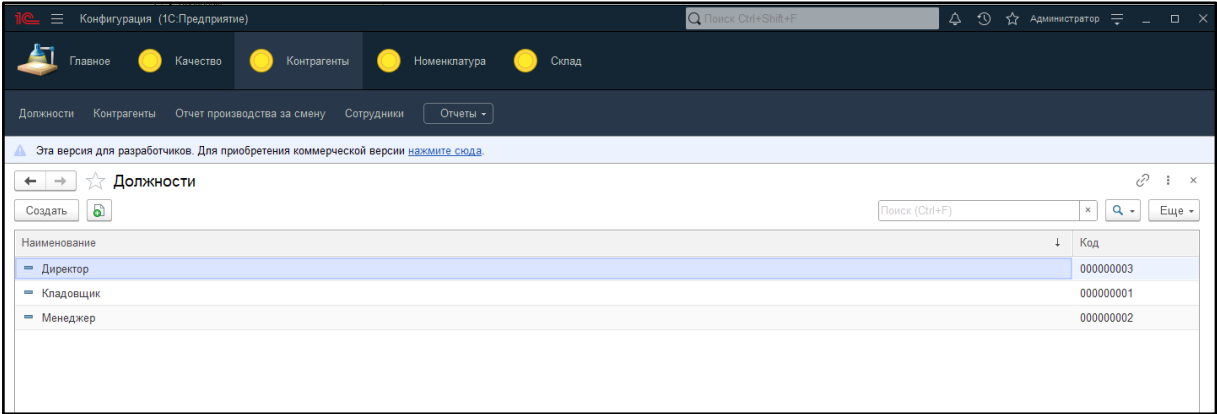 1С Конфигурация (1С:Предприятие) Поиск Ctrl+Shift+F Администратор
Главное Качество Контрагенты Номенклатура Склад
Должности Контрагенты Отчет производства за смену Сотрудники Отчеты
Эта версия для разработчиков. Для приобретения коммерческой версии нажмите сюда.
Должности
Создать Поиск (Ctrl+F) Еще
Наименование Код
Директор 000000003
Кладовщик 000000001
Менеджер 000000002